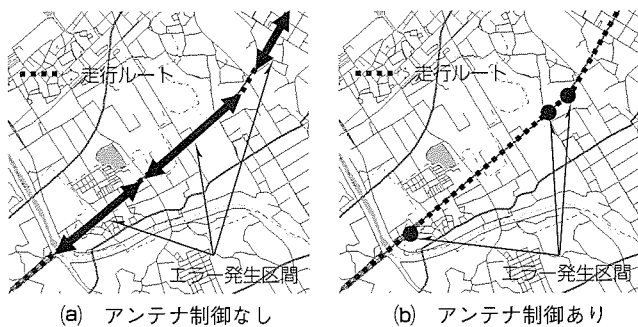 走行ルート
エラー発生区間
(a) アンテナ制御なし
走行ルート
エラー発生区間
(b) アンテナ制御あり